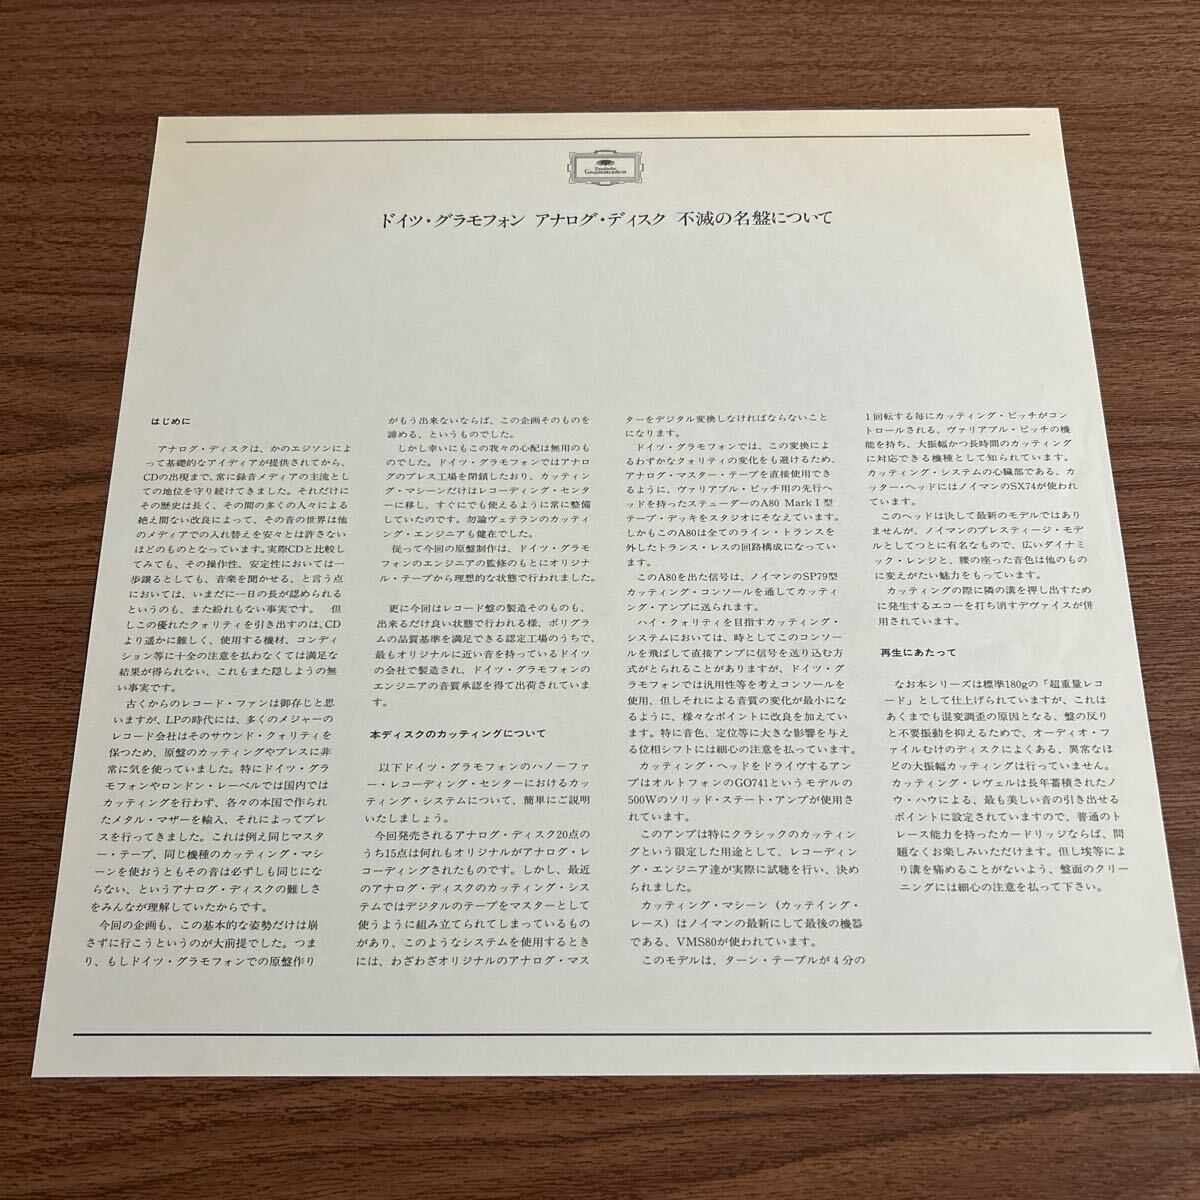 Deutsche
Grammophon
ドイツ・グラモフォン アナログ・ディスク 不滅の名盤について
はじめに
アナログ・ディスクは、かのエジソンによ
って基礎的なアイディアが提供されてから、
CDの出現まで、常に録音メディアの主流とし
ての地位を守り続けてきました。それだけに
その歴史は長く、その間の多くの人々による
絶え間ない改良によって、その音の世界は他
のメディアでの入れ替えを安々とは許さない
ほどのものとなっています。実際CDと比較し
てみても、その操作性、安定性においては一
歩譲るとしても、音楽を聞かせる、と言う点
においては、いまだに一日の長が認められる
というのも、また紛れもない事実です。 但
しこの優れたクォリティを引き出すのは、CD
より遥かに難しく、使用する機材、コンディ
ション等に十全の注意を払わなくては満足な
結果が得られない、これもまた隠しようの無
い事実です。
古くからのレコード・ファンは御存じと思
いますが、LPの時代には、多くのメジャーの
レコード会社はそのサウンド・クォリティを
保つため、原盤のカッティングやプレスに非
常に気を使っていました。特にドイツ・グラ
モフォンやロンドン・レーベルでは国内では
カッティングを行わず、各々の本国で作られ
たメタル・マザーを輸入、それによってプレ
スを行ってきました。これは例え同じマスタ
ー・テープ、同じ機種のカッティング・マシ
ーンを使おうともその音は必ずしも同じにな
らない、というアナログ・ディスクの難しさ
をみんなが理解していたからです。
今回の企画も、この基本的な姿勢だけは崩
さずに行こうというのが大前提でした。つま
り、もしドイツ・グラモフォンでの原盤作り
がもう出来ないならば、この企画そのものを
諦める、というものでした。
しかし幸いにもこの我々の心配は無用のも
のでした。ドイツ・グラモフォンではアナロ
グのプレス工場を閉鎖したおり、カッティン
グ・マシーンだけはレコーディング・センタ
ーに移し、すぐにでも使えるように常に整備
していたのです。勿論ヴェテランのカッティ
ング・エンジニアも健在でした。
従って今回の原盤制作は、ドイツ・グラモ
フォンのエンジニアの監修のもとにオリジナ
ル・テープから理想的な状態で行われました。
更に今回はレコード盤の製造そのものも、
出来るだけ良い状態で行われる様、ポリグラ
ムの品質基準を満足できる認定工場のうちで、
最もオリジナルに近い音を持っているドイツ
の会社で製造され、ドイツ・グラモフォンの
エンジニアの音質承認を得て出荷されていま
す。
本ディスクのカッティングについて
以下ドイツ・グラモフォンのハノーファ
ー・レコーディング・センターにおけるカッ
ティング・システムについて、簡単にご説明
いたしましょう。
今回発売されるアナログ・ディスク20点の
うち15点は何れもオリジナルがアナログ・レ
コーディングされたものです。しかし、最近
のアナログ・ディスクのカッティング・シス
テムではデジタルのテープをマスターとして
使うように組み立てられてしまっているもの
があり、このようなシステムを使用するとき
には、わざわざオリジナルのアナログ・マス
ターをデジタル変換しなければならないこと
になります。
ドイツ・グラモフォンでは、この変換によ
るわずかなクォリティの変化をも避けるため、
アナログ・マスター・テープを直接使用でき
るように、ヴァリアブル・ピッチ用の先行ヘ
ッドを持ったステューダーのA80 MarkⅠ型
テープ・デッキをスタジオにそなえています。
しかもこのA80は全てのライン・トランスを
外したトランス・レスの回路構成になってい
ます。
このA80を出た信号は、ノイマンのSP79型
カッティング・コンソールを通してカッティ
ング・アンプに送られます。
ハイ・クォリティを目指すカッティング・
システムにおいては、時としてこのコンソー
ルを飛ばして直接アンプに信号を送り込む方
式がとられることがありますが、ドイツ・グ
ラモフォンでは汎用性等を考えコンソールを
使用、但しそれによる音質の変化が最小にな
るように、様々なポイントに改良を加えてい
ます。特に音色、定位等に大きな影響を与え
る位相シフトには細心の注意を払っています。
カッティング・ヘッドをドライヴするアン
プはオルトフォンのGO741というモデルの
500Wのソリッド・ステート・アンプが使用さ
れています。
このアンプは特にクラシックのカッティン
グという限定した用途として、レコーディン
グ・エンジニア達が実際に試聴を行い、決め
られました。
カッティング・マシーン（カッテイング・
レース）はノイマンの最新にして最後の機器
である、VMS80が使われています。
このモデルは、ターン・テーブルが4分の
1回転する毎にカッティング・ピッチがコン
トロールされる、ヴァリアブル・ピッチの機
能を持ち、大振幅かつ長時間のカッティング
に対応できる機種として知られています。
カッティング・システムの心臓部である、カ
ッター・ヘッドにはノイマンのSX74が使われ
ています。
このヘッドは決して最新のモデルではあり
ませんが、ノイマンのプレスティージ・モデ
ルとしてつとに有名なもので、広いダイナミ
ック・レンジと、腰の座った音色は他のもの
に変えがたい魅力をもっています。
カッティングの際に隣の溝を押し出すため
に発生するエコーを打ち消すデヴァイスが併
用されています。
再生にあたって
なお本シリーズは標準180gの「超重量レコ
ード」として仕上げられていますが、これは
あくまでも混変調歪の原因となる、盤の反り
と不要振動を抑えるためで、オーディオ・フ
ァイルむけのディスクによくある、異常なほ
どの大振幅カッティングは行っていません。
カッティング・レヴェルは長年蓄積されたノ
ウ・ハウによる、最も美しい音の引き出せる
ポイントに設定されていますので、普通のト
レース能力を持ったカードリッジならば、問
題なくお楽しみいただけます。但し埃等によ
り溝を痛めることがないよう、盤面のクリー
ニングには細心の注意を払って下さい。